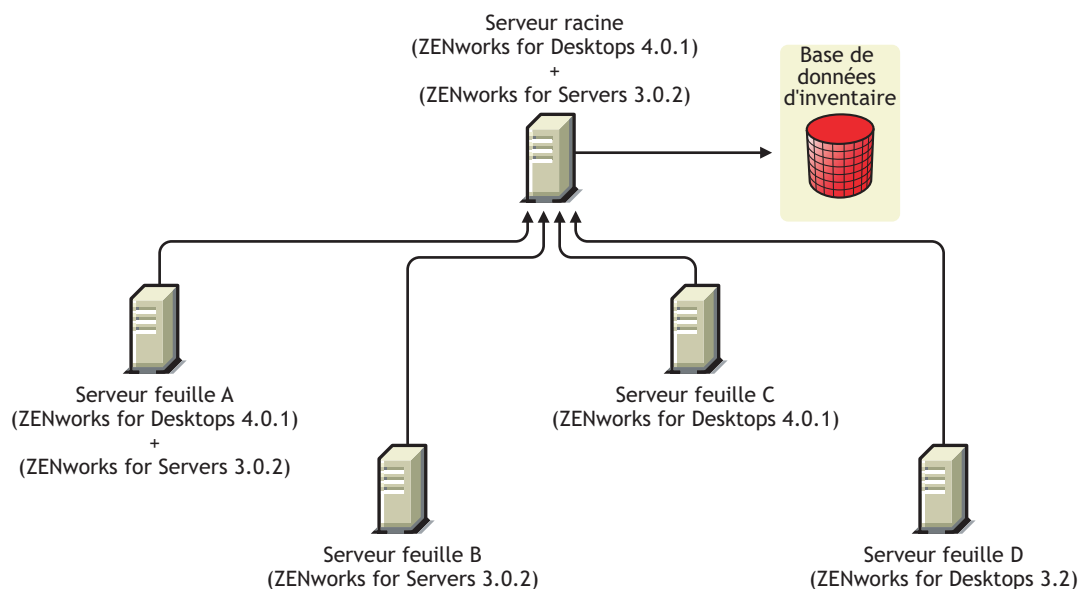 Serveur racine
(ZENworks for Desktops 4.0.1)
+
(ZENworks for Servers 3.0.2)
Base de
données
d'inventaire
Serveur feuille A
(ZENworks for Desktops 4.0.1)
+
(ZENworks for Servers 3.0.2)
Serveur feuille C
(ZENworks for Desktops 4.0.1)
Serveur feuille B
(ZENworks for Servers 3.0.2)
Serveur feuille D
(ZENworks for Desktops 3.2)